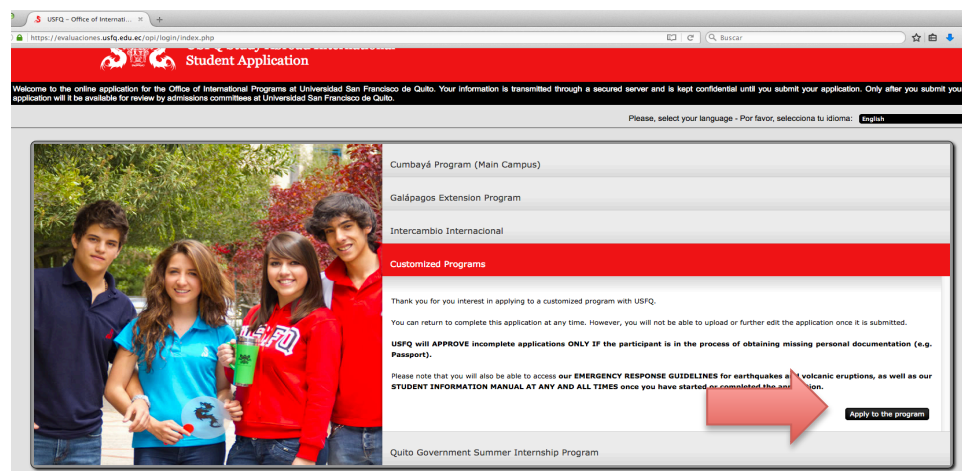 USFQ – Office of Internati...
https://evaluaciones.usfq.edu.ec/opi/login/index.php
Buscar
USFQ Study Abroad International
Student Application
Welcome to the online application for the Office of International Programs at Universidad San Francisco de Quito. Your information is transmitted through a secured server and is kept confidential until you submit your application. Only after you submit you
application will it be available for review by admissions committees at Universidad San Francisco de Quito.
Please, select your language - Por favor, selecciona tu idioma: English
Cumbayá Program (Main Campus)
Galápagos Extension Program
Intercambio Internacional
Customized Programs
Thank you for you interest in applying to a customized program with USFQ.
You can return to complete this application at any time. However, you will not be able to upload or further edit the application once it is submitted.
USFQ will APPROVE incomplete applications ONLY IF the participant is in the process of obtaining missing personal documentation (e.g.
Passport).
Please note that you will also be able to access our EMERGENCY RESPONSE GUIDELINES for earthquakes and volcanic eruptions, as well as our
STUDENT INFORMATION MANUAL AT ANY AND ALL TIMES once you have started or completed the application.
Apply to the program
Quito Government Summer Internship Program
USFQ